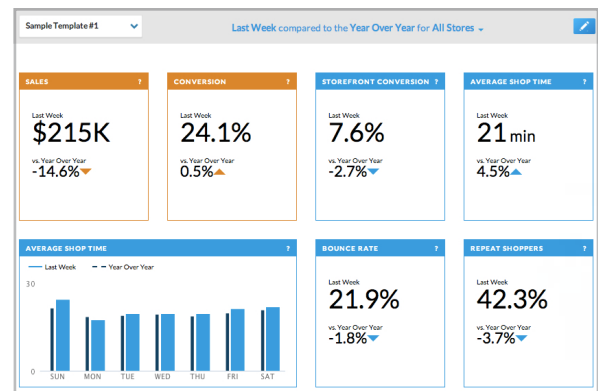 Sample Template #1
Last Week compared to the Year Over Year for All Stores
SALES ?
Last Week
$215K
vs. Year Over Year
-14.6%
CONVERSION ?
Last Week
24.1%
vs. Year Over Year
0.5%
STOREFRONT CONVERSION ?
Last Week
7.6%
vs. Year Over Year
-2.7%
AVERAGE SHOP TIME ?
Last Week
21 min
vs. Year Over Year
4.5%
AVERAGE SHOP TIME ?
Last Week Year Over Year
30
0
SUN MON TUE WED THU FRI SAT
BOUNCE RATE ?
Last Week
21.9%
vs. Year Over Year
-1.8%
REPEAT SHOPPERS ?
Last Week
42.3%
vs. Year Over Year
-3.7%